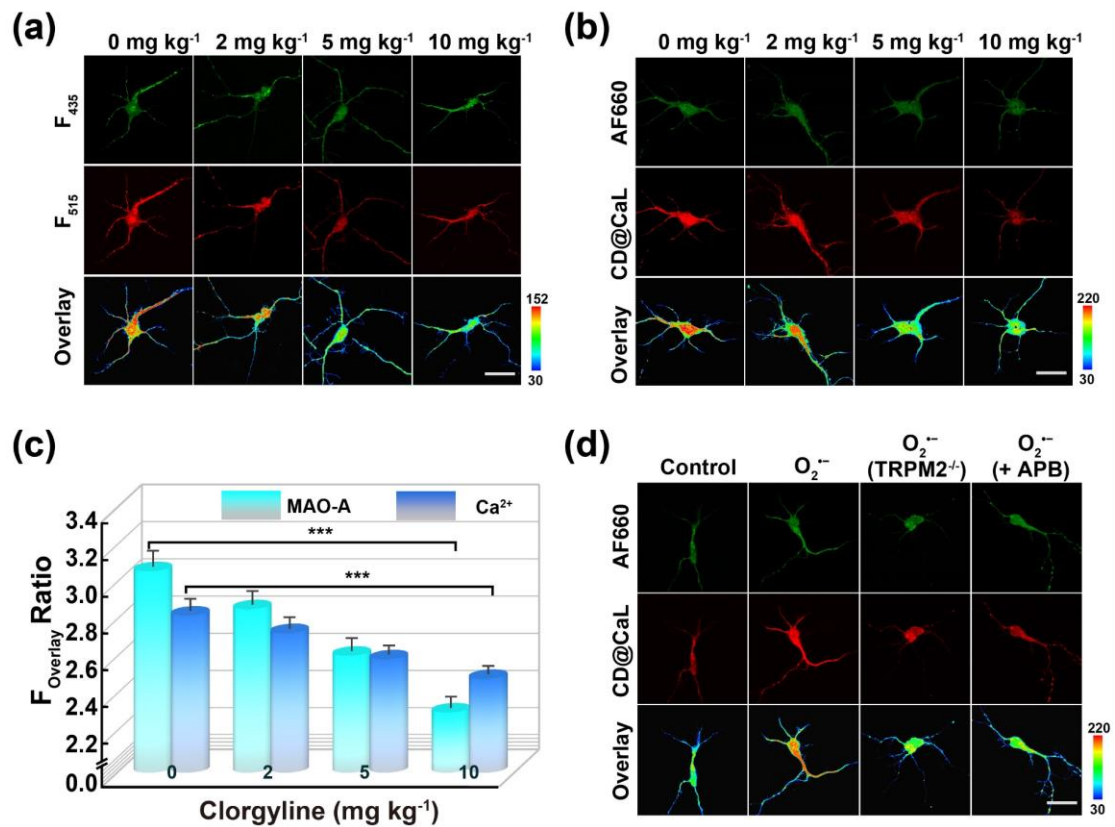 (a)
0 mg kg⁻¹ 2 mg kg⁻¹ 5 mg kg⁻¹ 10 mg kg⁻¹
F₄₃₅
F₅₁₅
Overlay
152
30
(b)
0 mg kg⁻¹ 2 mg kg⁻¹ 5 mg kg⁻¹ 10 mg kg⁻¹
AF660
CD@CaL
Overlay
220
30
(c)
MAO-A Ca²⁺
***
***
F Overlay Ratio
3.4
3.2
3.0
2.8
2.6
2.4
2.2
0.0
0 2 5 10
Clorgyline (mg kg⁻¹)
(d)
Control O₂•⁻ O₂•⁻ (TRPM2⁻/⁻) O₂•⁻ (+ APB)
AF660
CD@CaL
Overlay
220
30